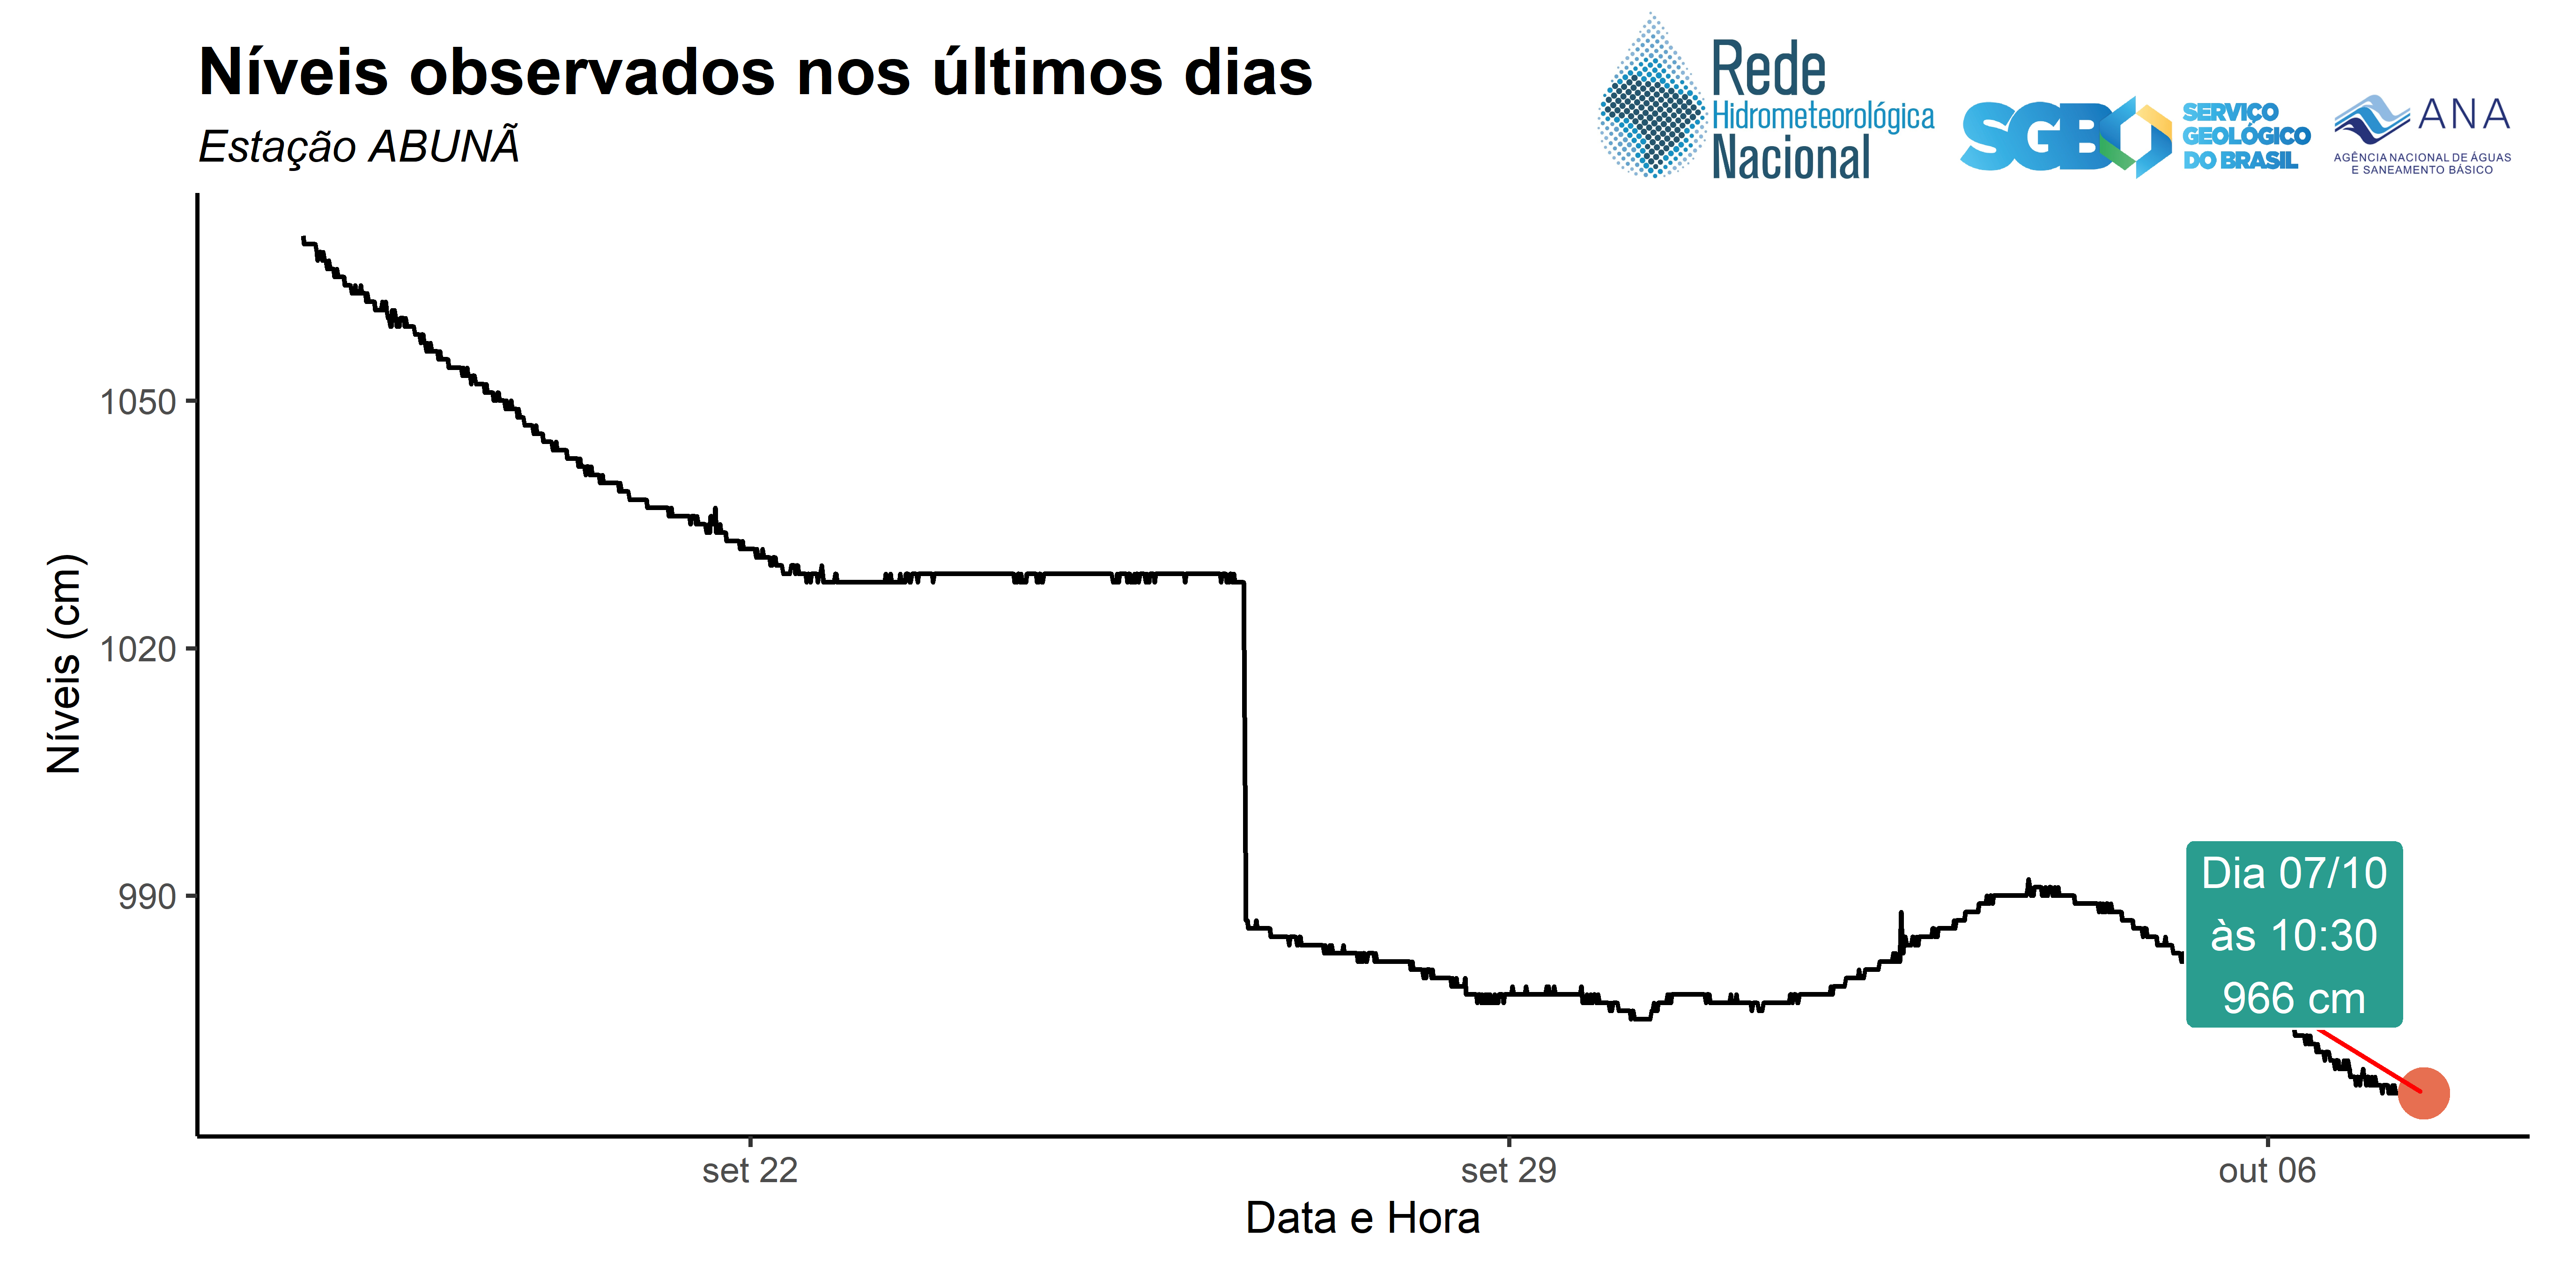 Níveis observados nos últimos dias
Estação ABUNÃ
Rede
Hidrometeorológica
Nacional
SGB
SERVIÇO
GEOLÓGICO
DO BRASIL
ANA
AGÊNCIA NACIONAL DE ÁGUAS
E SANEAMENTO BÁSICO
Níveis (cm)
1050
1020
990
Dia 07/10
às 10:30
966 cm
set 22
set 29
out 06
Data e Hora